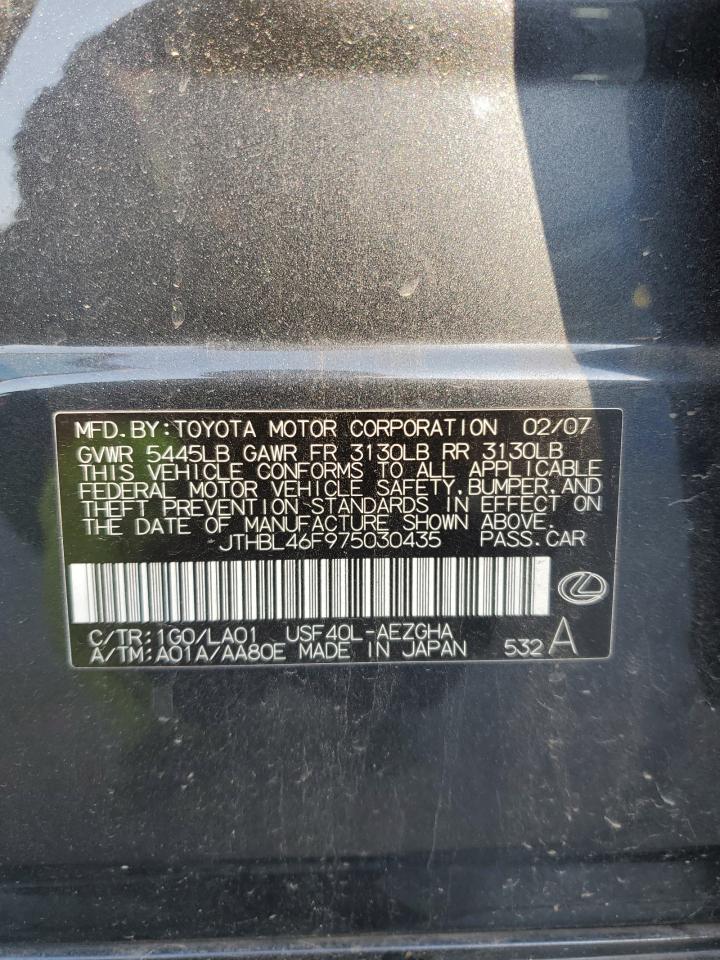 MFD.BY:TOYOTA MOTOR CORPORATION 02/07
GVWR 5445LB GAWR FR 3130LB RR 3130LB
THIS VEHICLE CONFORMS TO ALL APPLICABLE
FEDERAL MOTOR VEHICLE SAFETY,BUMPER,AND
THEFT PREVENTION STANDARDS IN EFFECT ON
THE DATE OF MANUFACTURE SHOWN ABOVE.
JTHBL46F975030435 PASS.CAR
C/TR:1G0/LA01 USF40L-AEZGHA
A/TM:A01A/AA80E MADE IN JAPAN 532 A